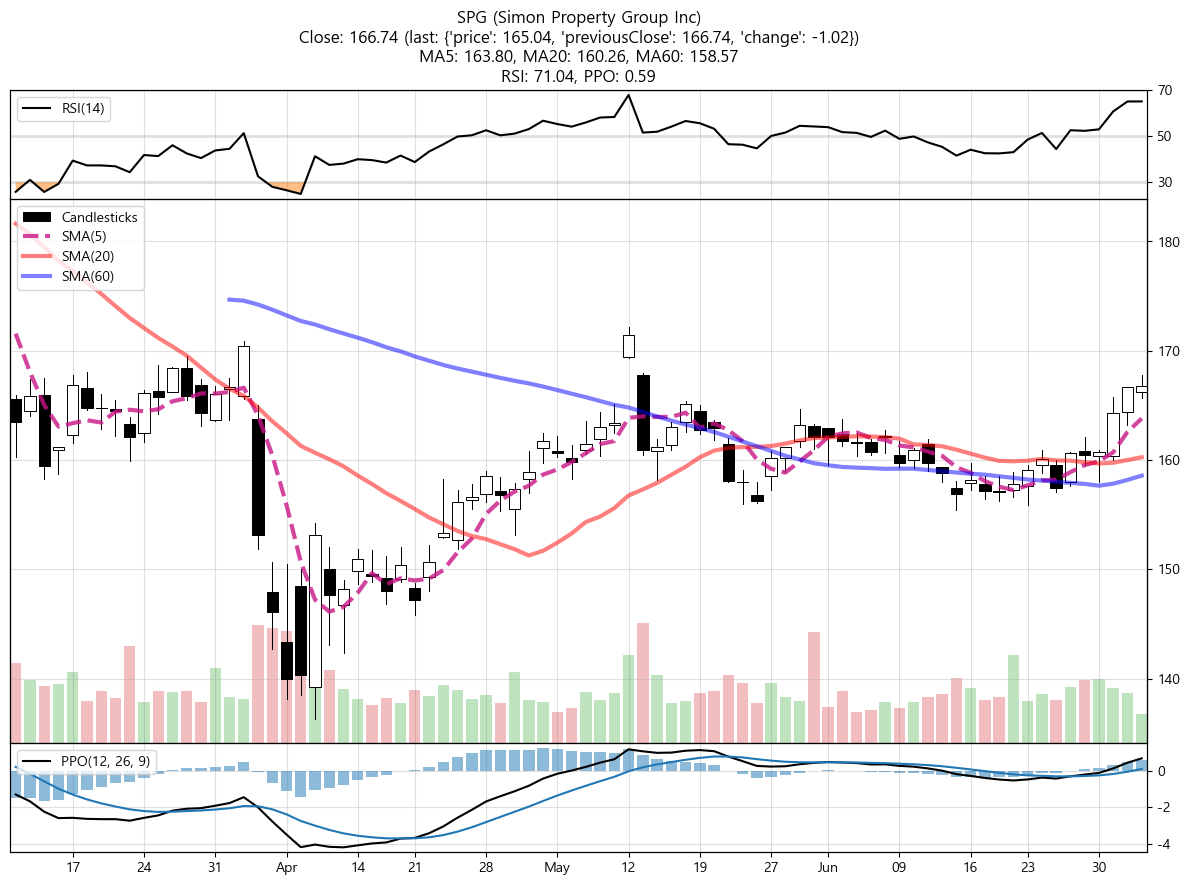 SPG (Simon Property Group Inc)
Close: 166.74 (last: {'price': 165.04, 'previousClose': 166.74, 'change': -1.02})
MA5: 163.80, MA20: 160.26, MA60: 158.57
RSI: 71.04, PPO: 0.59
RSI(14)
70
50
30
Candlesticks
SMA(5)
SMA(20)
SMA(60)
180
170
160
150
140
PPO(12, 26, 9)
0
-2
-4
17 24 31 Apr 14 21 28 May 12 19 27 Jun 09 16 23 30